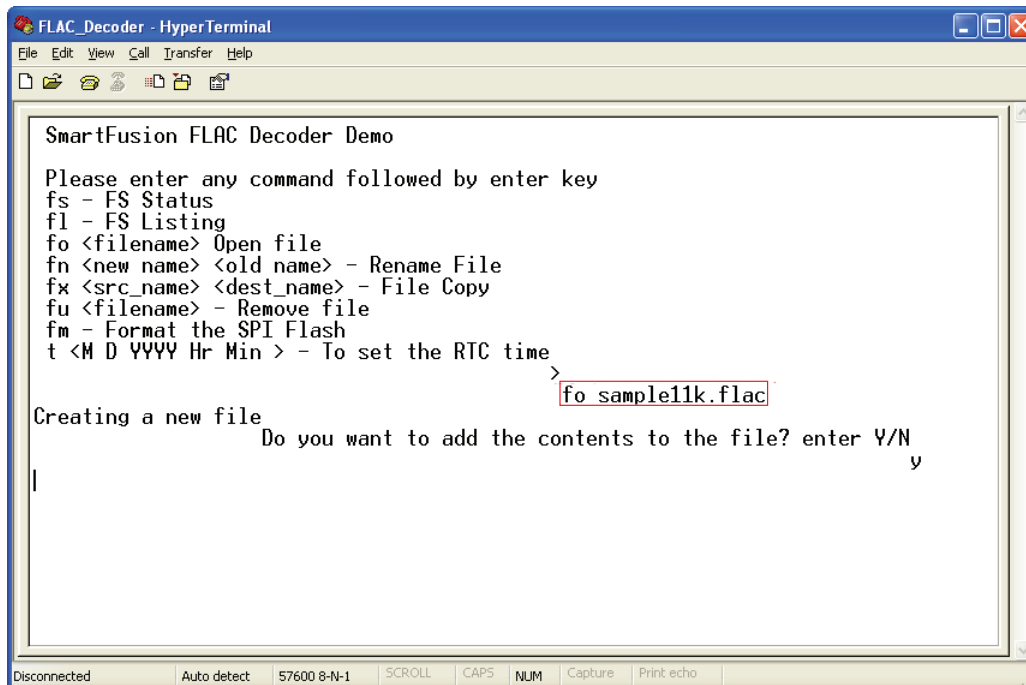 FLAC_Decoder - HyperTerminal
File Edit View Call Transfer Help
SmartFusion FLAC Decoder Demo
Please enter any command followed by enter key
fs - FS Status
fl - FS Listing
fo <filename> Open file
fn <new name> <old name> - Rename File
fx <src_name> <dest_name> - File Copy
fu <filename> - Remove file
fm - Format the SPI Flash
t <M D YYYY Hr Min > - To set the RTC time
>
fo sample11k.flac
Creating a new file
Do you want to add the contents to the file? enter Y/N
y
Disconnected Auto detect 57600 8-N-1 SCROLL CAPS NUM Capture Print echo